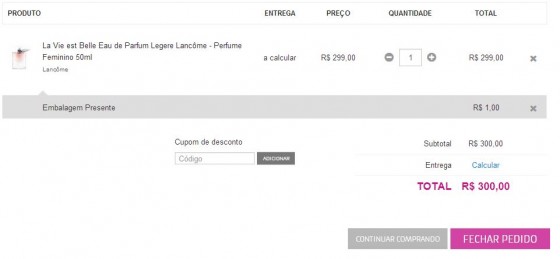 PRODUTO ENTREGA PREÇO QUANTIDADE TOTAL
La Vie est Belle Eau de Parfum Legere Lancôme - Perfume
Feminino 50ml a calcular R$ 299,00 1 R$ 299,00
Lancôme
Embalagem Presente R$ 1,00
Cupom de desconto Subtotal R$ 300,00
Código ADICIONAR
Entrega Calcular
TOTAL R$ 300,00
CONTINUAR COMPRANDO FECHAR PEDIDO